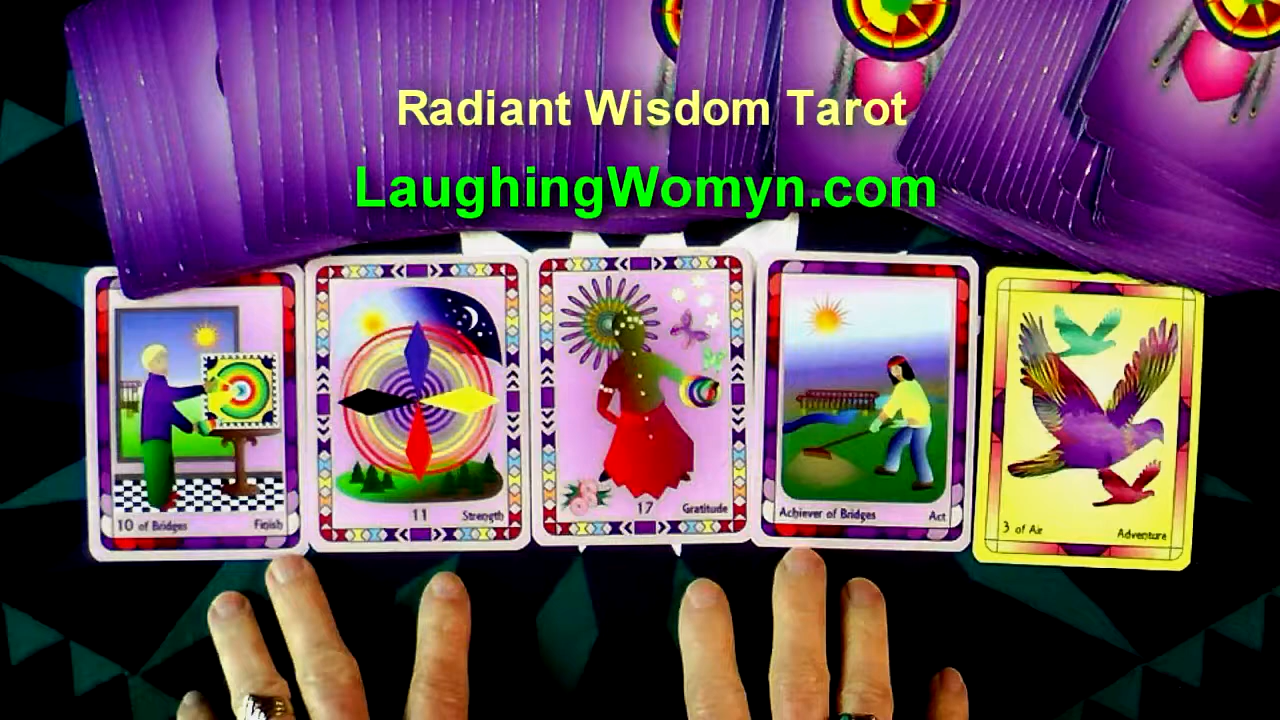 Radiant Wisdom Tarot
LaughingWomyn.com
10 of Bridges Finish
11 Strength
17 Gratitude
Achiever of Bridges Act
3 of Air Adventure